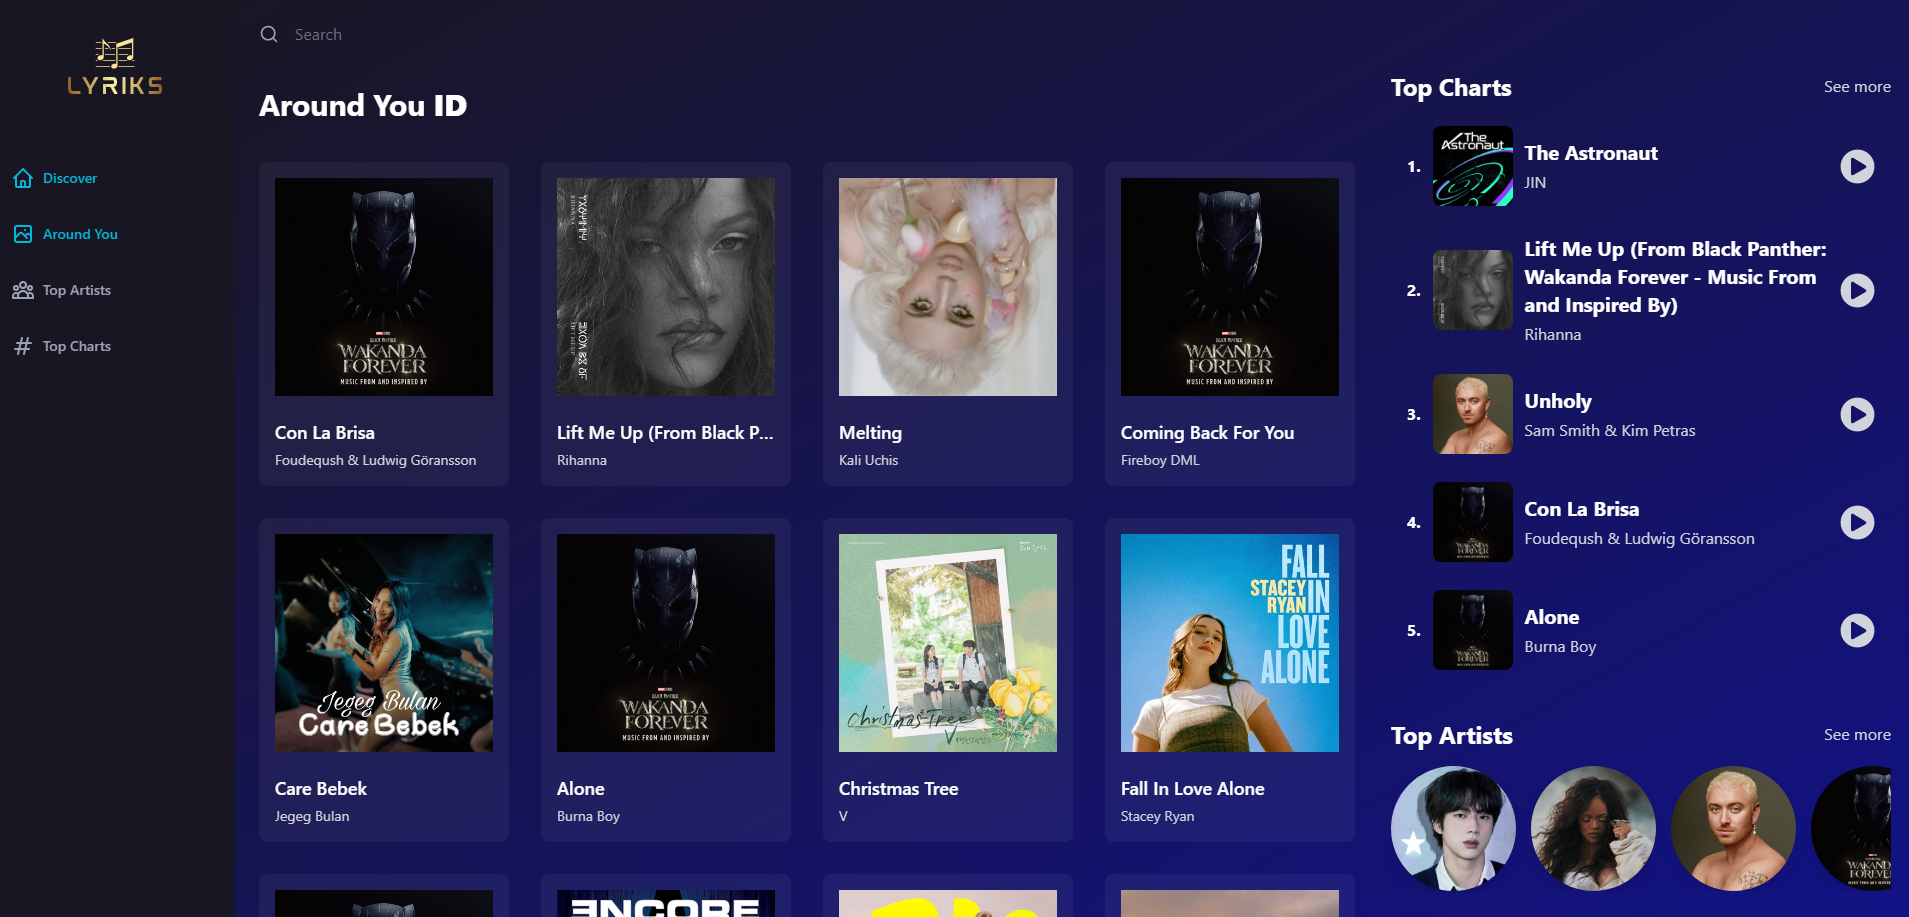 LYRIKS
Discover
Around You
Top Artists
Top Charts
Search
Around You ID
WAKANDA
FOREVER
MUSIC FROM AND INSPIRED BY
Con La Brisa
Foudeqush & Ludwig Göransson
Lift Me Up (From Black P...
Rihanna
Melting
Kali Uchis
WAKANDA
FOREVER
MUSIC FROM AND INSPIRED BY
Coming Back For You
Fireboy DML
Jegeg Bulan
Care Bebek
Care Bebek
Jegeg Bulan
WAKANDA
FOREVER
MUSIC FROM AND INSPIRED BY
Alone
Burna Boy
Christmas Tree
V
Christmas Tree
V
FALL
STACEY IN
RYAN
LOVE
ALONE
Fall In Love Alone
Stacey Ryan
ENCORE
Top Charts
See more
1.
The
Astronaut
The Astronaut
JIN
2.
Lift Me Up (From Black Panther:
Wakanda Forever - Music From
and Inspired By)
Rihanna
3.
Unholy
Sam Smith & Kim Petras
4.
WAKANDA
FOREVER
Con La Brisa
Foudeqush & Ludwig Göransson
5.
WAKANDA
FOREVER
Alone
Burna Boy
Top Artists
See more